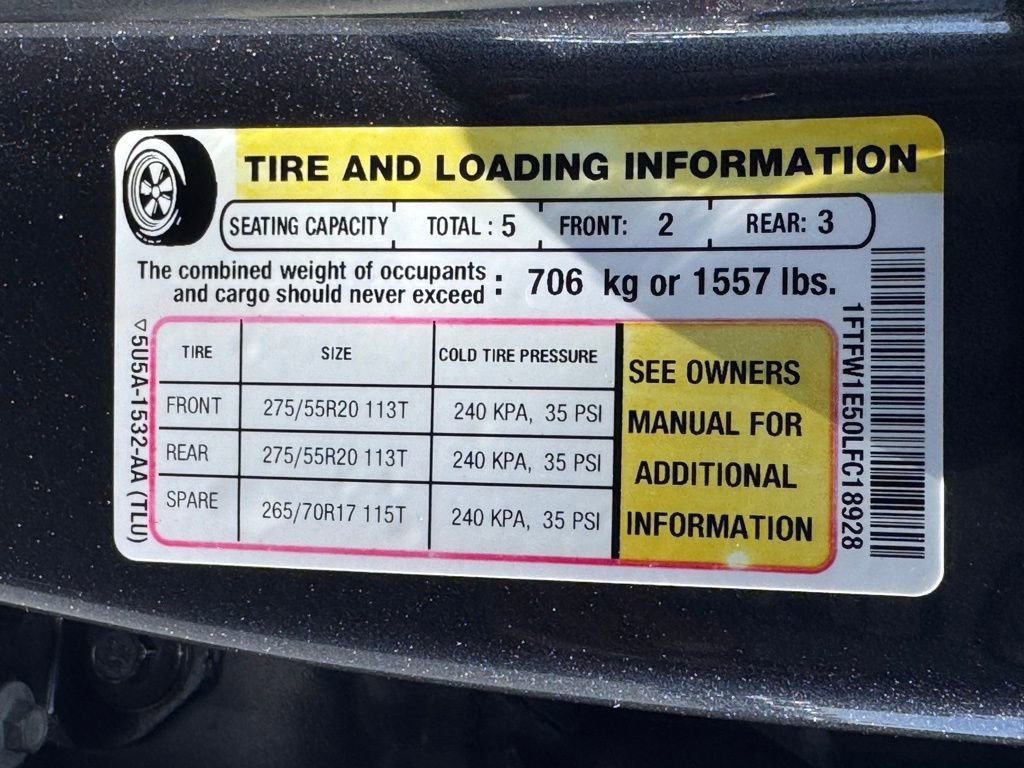 TIRE AND LOADING INFORMATION
SEATING CAPACITY TOTAL : 5 FRONT: 2 REAR: 3
The combined weight of occupants
and cargo should never exceed : 706 kg or 1557 lbs.
TIRE SIZE COLD TIRE PRESSURE
FRONT 275/55R20 113T 240 KPA, 35 PSI
REAR 275/55R20 113T 240 KPA, 35 PSI
SPARE 265/70R17 115T 240 KPA, 35 PSI
SEE OWNERS
MANUAL FOR
ADDITIONAL
INFORMATION
5U5A-1532-AA (TLU)
1FTFW1E50LFC18928